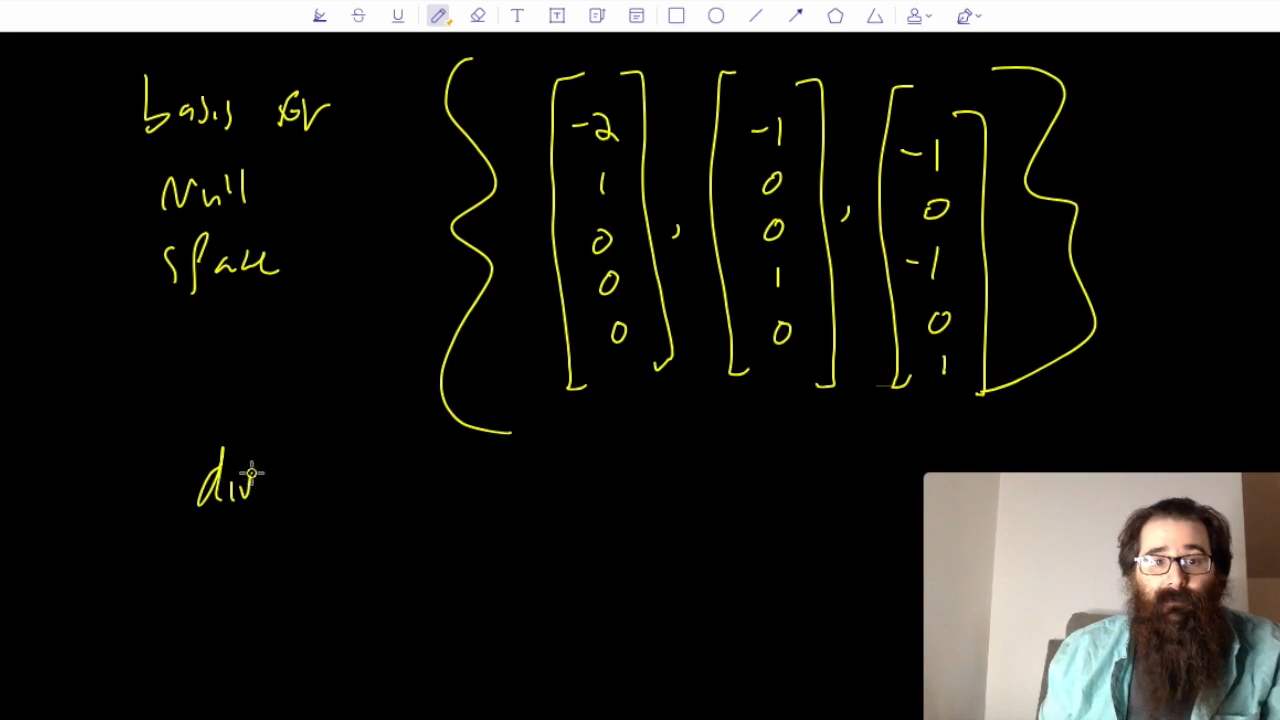 basis for { [-2 1 0 0 0], [-1 0 0 1 0], [-1 0 -1 0 1] }
Null
space